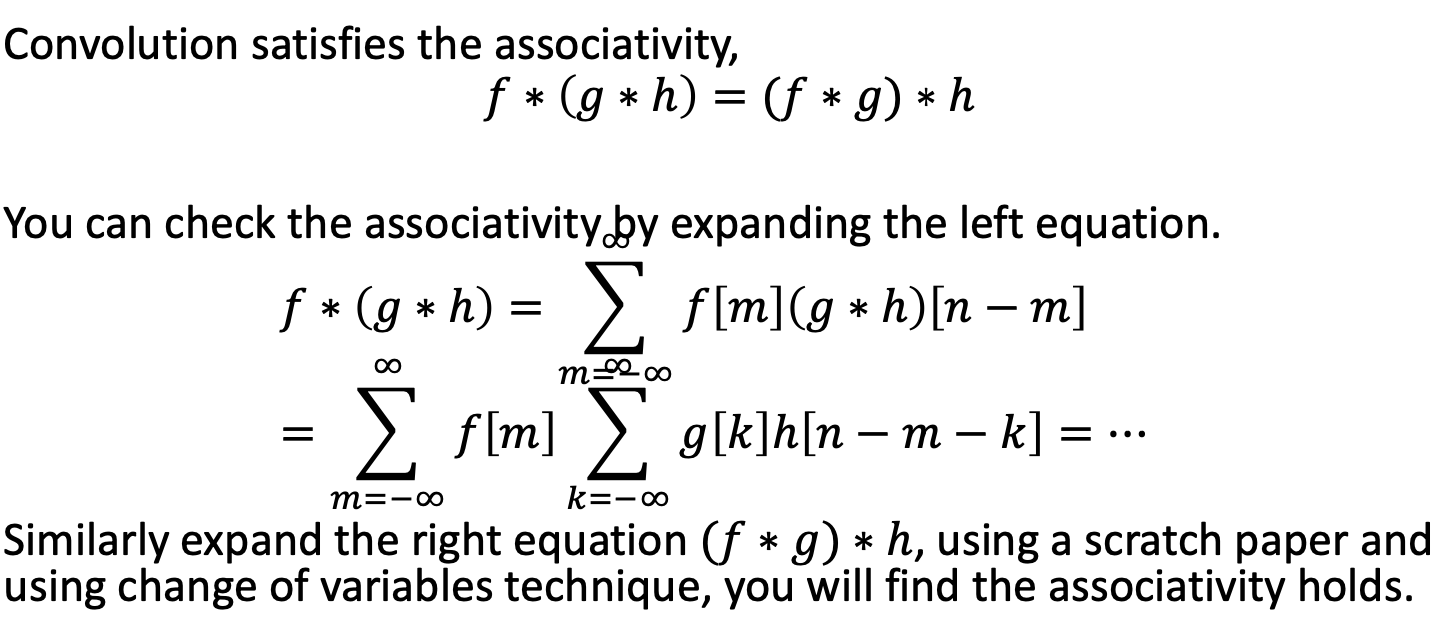 Convolution satisfies the associativity,
f ∗ (g ∗ h) = (f ∗ g) ∗ h
You can check the associativity by expanding the left equation.
f ∗ (g ∗ h) = ∑_{m=−∞}^{∞} f[m](g ∗ h)[n − m]
= ∑_{m=−∞}^{∞} f[m] ∑_{k=−∞}^{∞} g[k]h[n − m − k] = ⋯
Similarly expand the right equation (f ∗ g) ∗ h, using a scratch paper and
using change of variables technique, you will find the associativity holds.